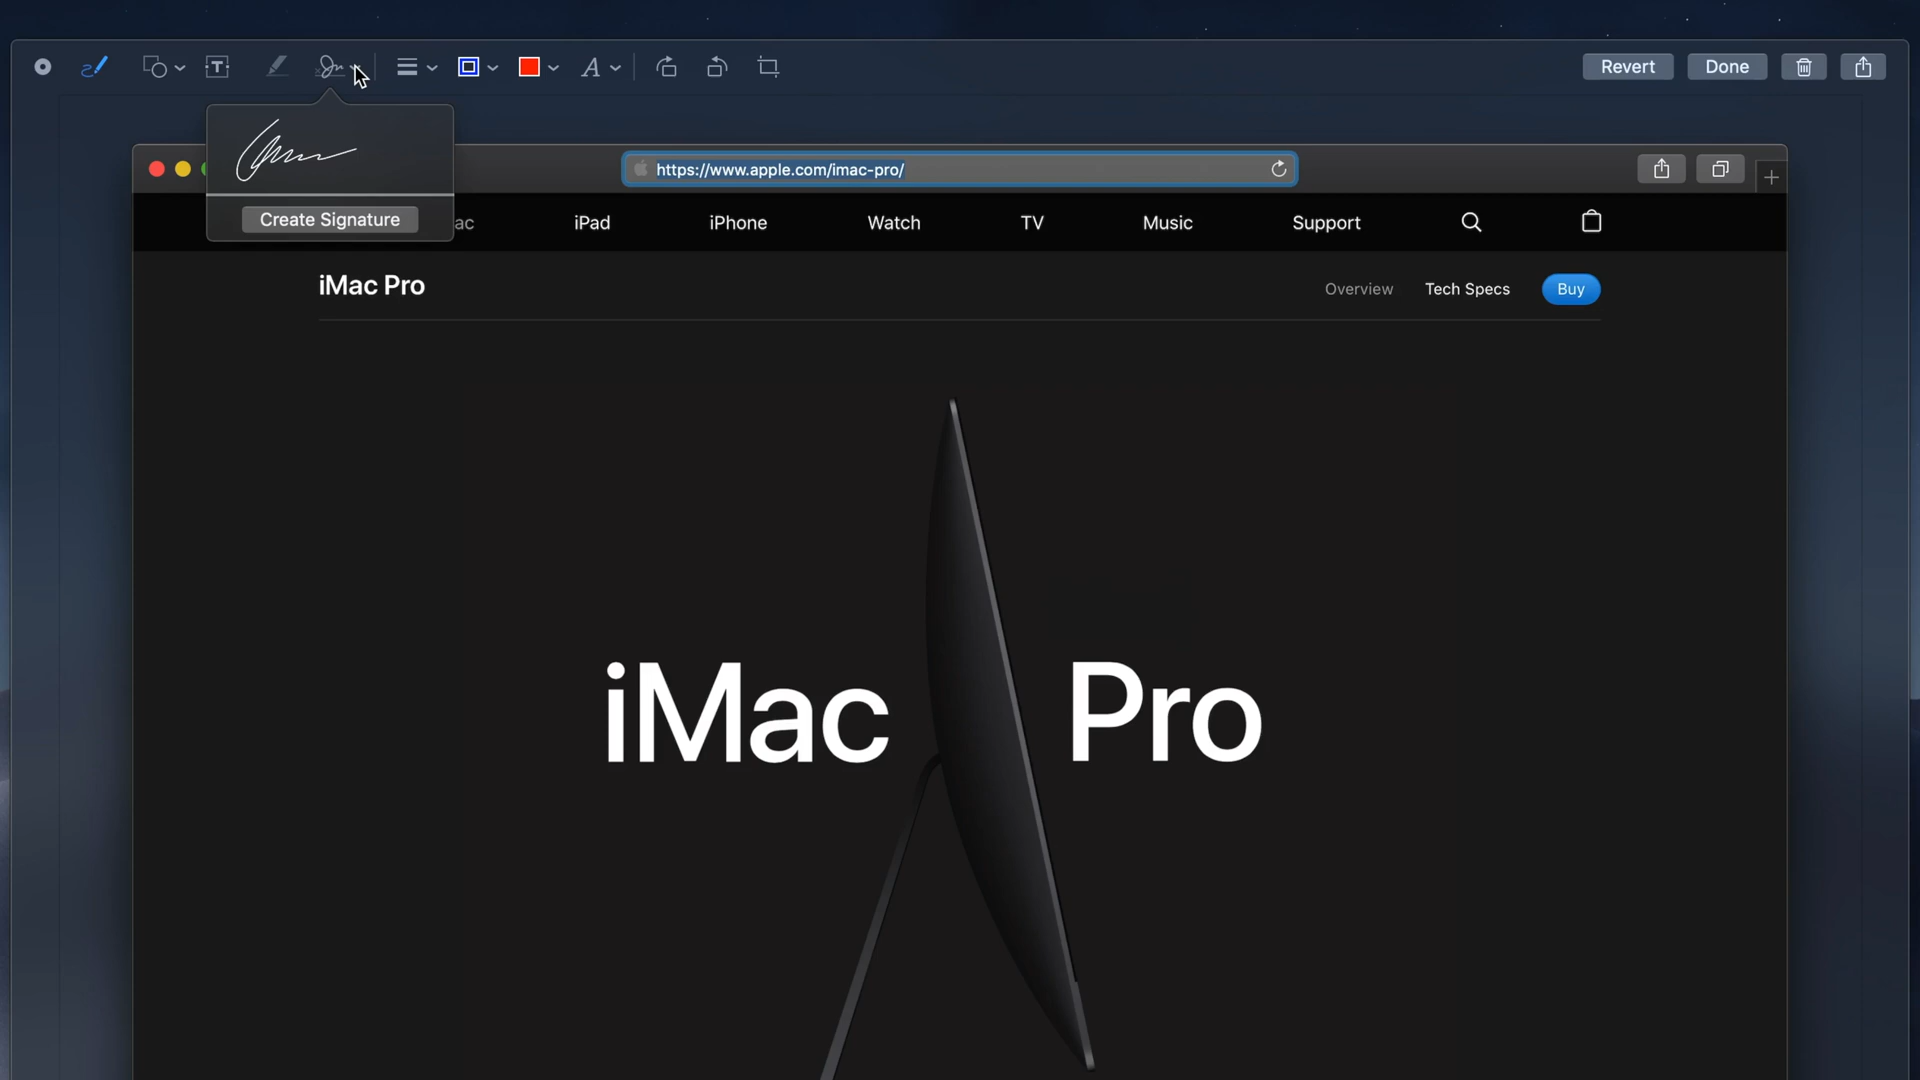 Revert Done
https://www.apple.com/imac-pro/
Create Signature
ac iPad iPhone Watch TV Music Support
iMac Pro
Overview Tech Specs Buy
iMac Pro